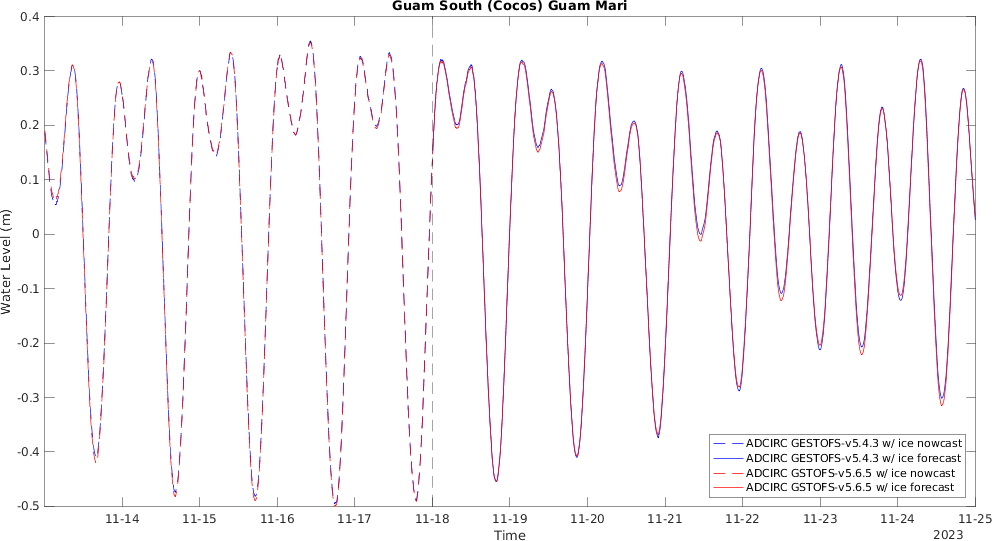 Guam South (Cocos) Guam Mari
0.4
0.3
0.2
0.1
0
-0.1
-0.2
-0.3
-0.4
-0.5
Water Level (m)
ADCIRC GESTOFS-v5.4.3 w/ ice nowcast
ADCIRC GESTOFS-v5.4.3 w/ ice forecast
ADCIRC GSTOFS-v5.6.5 w/ ice nowcast
ADCIRC GSTOFS-v5.6.5 w/ ice forecast
11-14 11-15 11-16 11-17 11-18 11-19 11-20 11-21 11-22 11-23 11-24 11-25
Time
2023